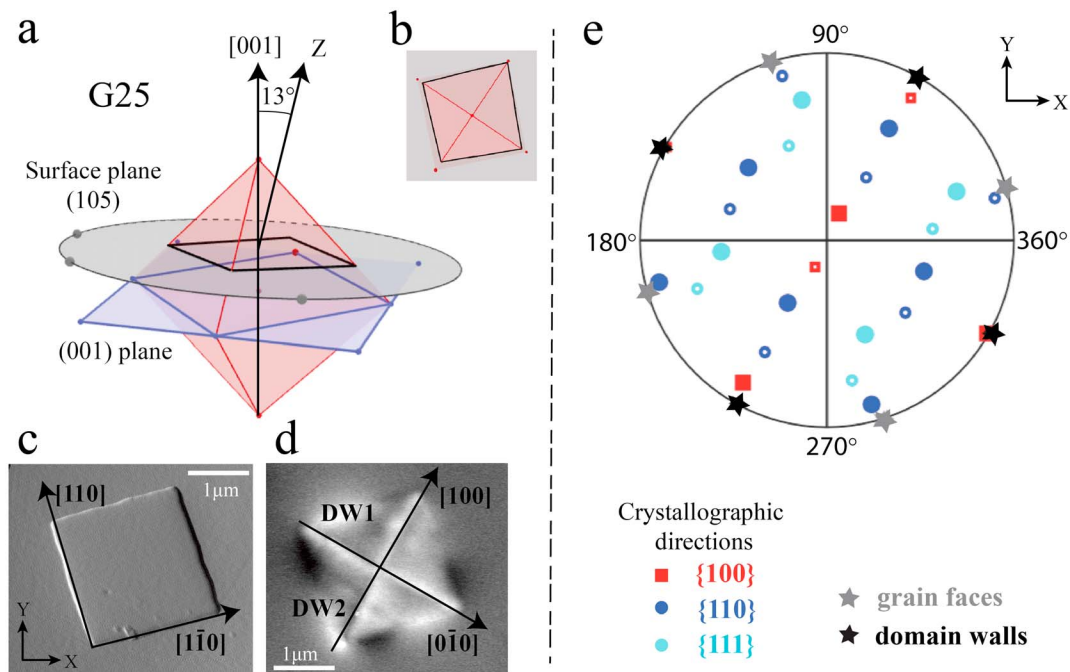 a
[001]
Z
13°
G25
Surface plane
(105)
(001) plane
b
c
1μm
[110]
[11̄0]
Y
X
d
[100]
DW1
DW2
[01̄0]
1μm
e
90°
Y
X
180°
360°
270°
Crystallographic
directions
{100}
{110}
{111}
grain faces
domain walls